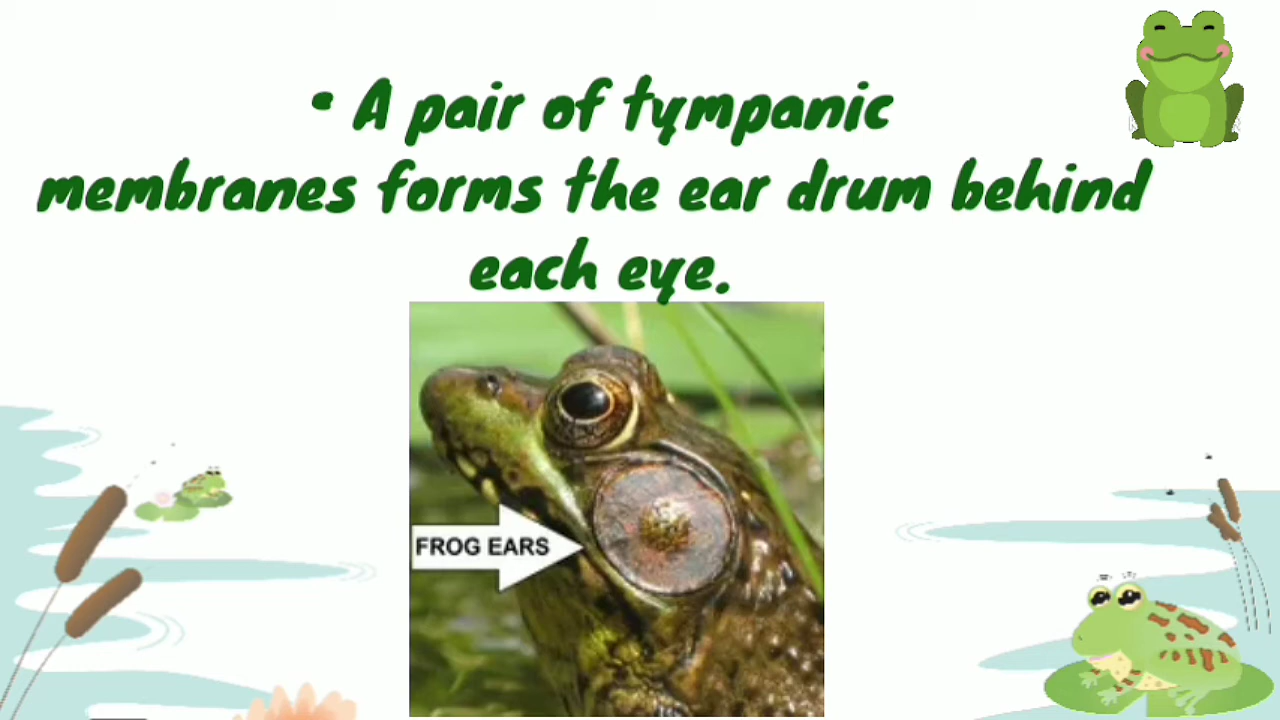 • A pair of tympanic
membranes forms the ear drum behind
each eye.
FROG EARS